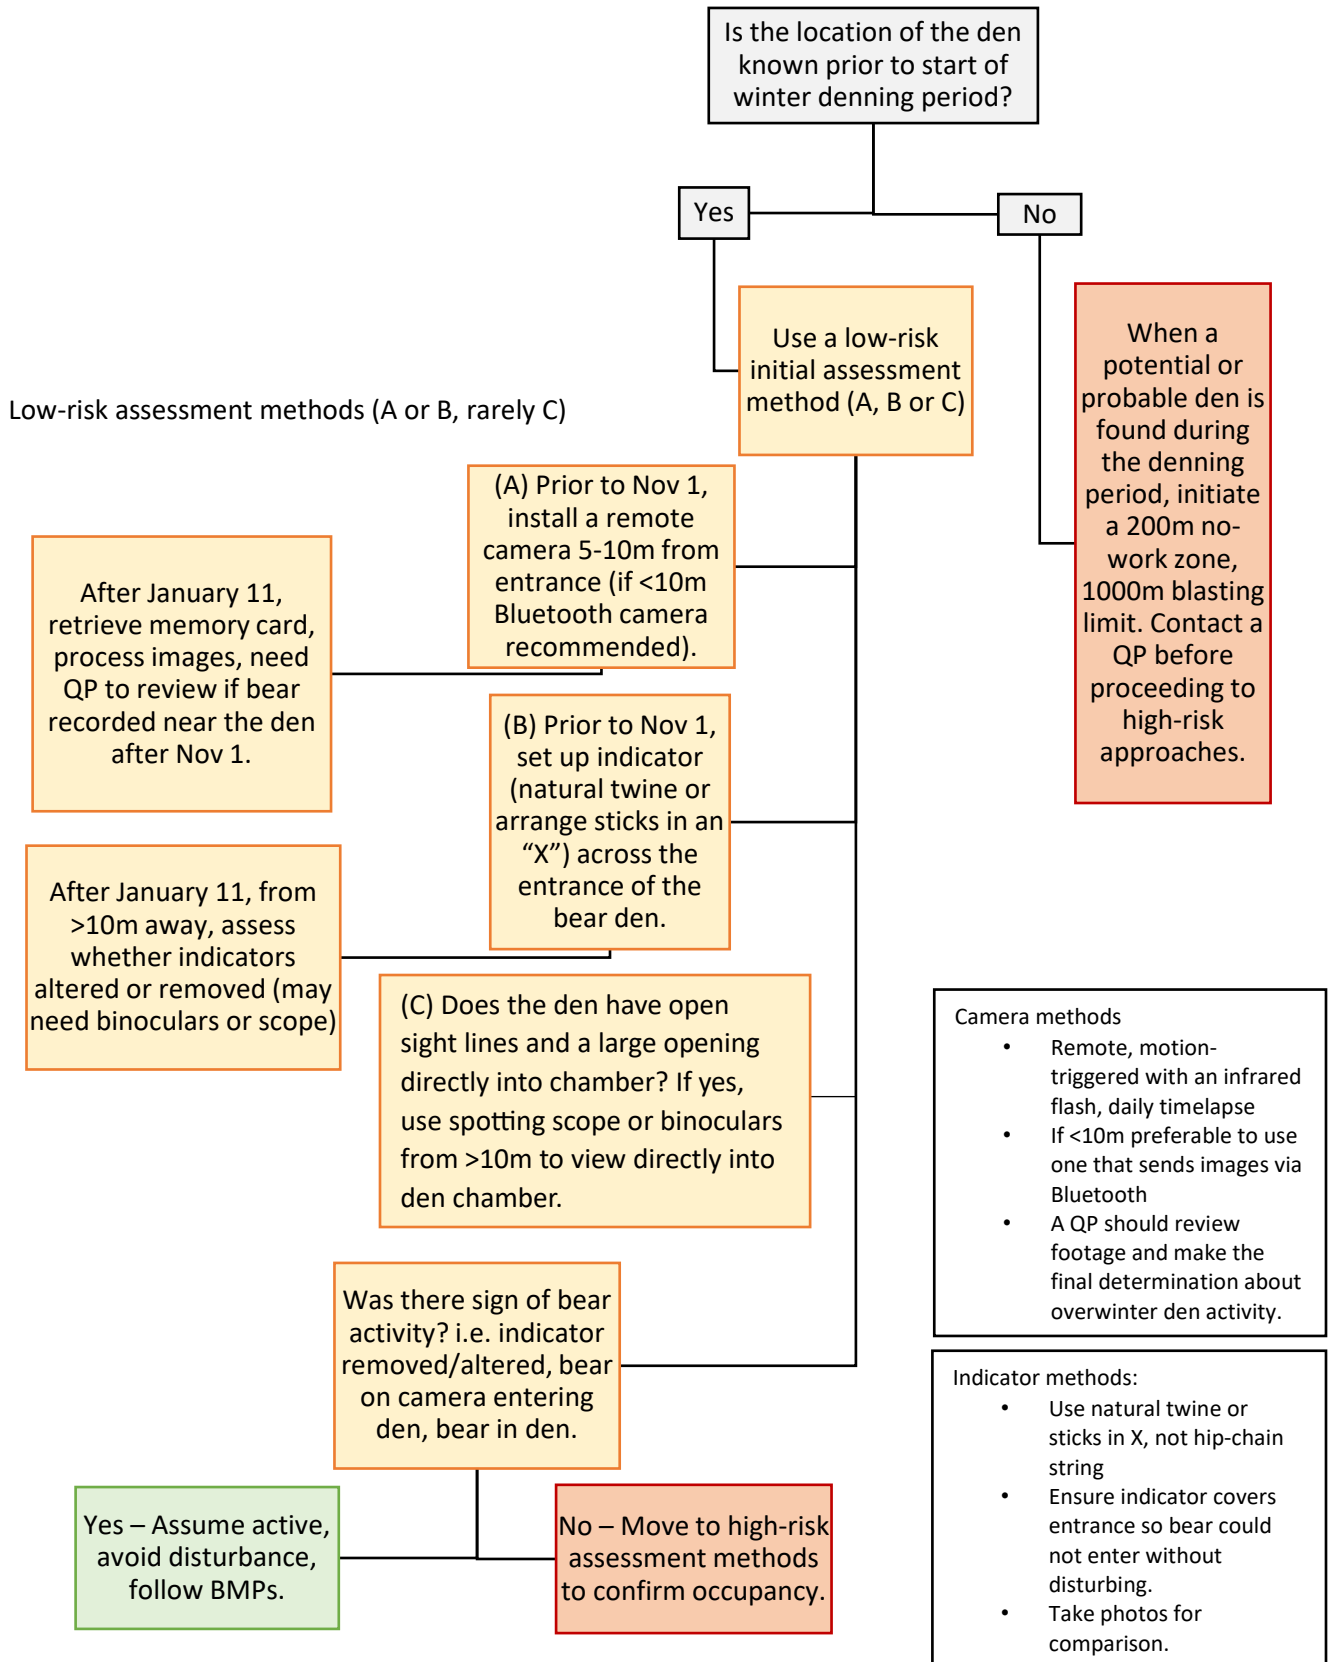 Is the location of the den
known prior to start of
winter denning period?
Yes
No
Use a low-risk
initial assessment
method (A, B or C)
When a
potential or
probable den is
found during
the denning
period, initiate
a 200m no-
work zone,
1000m blasting
limit. Contact a
QP before
proceeding to
high-risk
approaches.
Low-risk assessment methods (A or B, rarely C)
(A) Prior to Nov 1,
install a remote
camera 5-10m from
entrance (if <10m
Bluetooth camera
recommended).
After January 11,
retrieve memory card,
process images, need
QP to review if bear
recorded near the den
after Nov 1.
(B) Prior to Nov 1,
set up indicator
(natural twine or
arrange sticks in an
“X”) across the
entrance of the
bear den.
After January 11, from
>10m away, assess
whether indicators
altered or removed (may
need binoculars or scope)
(C) Does the den have open
sight lines and a large opening
directly into chamber? If yes,
use spotting scope or binoculars
from >10m to view directly into
den chamber.
Was there sign of bear
activity? i.e. indicator
removed/altered, bear
on camera entering
den, bear in den.
Yes – Assume active,
avoid disturbance,
follow BMPs.
No – Move to high-risk
assessment methods
to confirm occupancy.
Camera methods
• Remote, motion-
triggered with an infrared
flash, daily timelapse
• If <10m preferable to use
one that sends images via
Bluetooth
• A QP should review
footage and make the
final determination about
overwinter den activity.
Indicator methods:
• Use natural twine or
sticks in X, not hip-chain
string
• Ensure indicator covers
entrance so bear could
not enter without
disturbing.
• Take photos for
comparison.